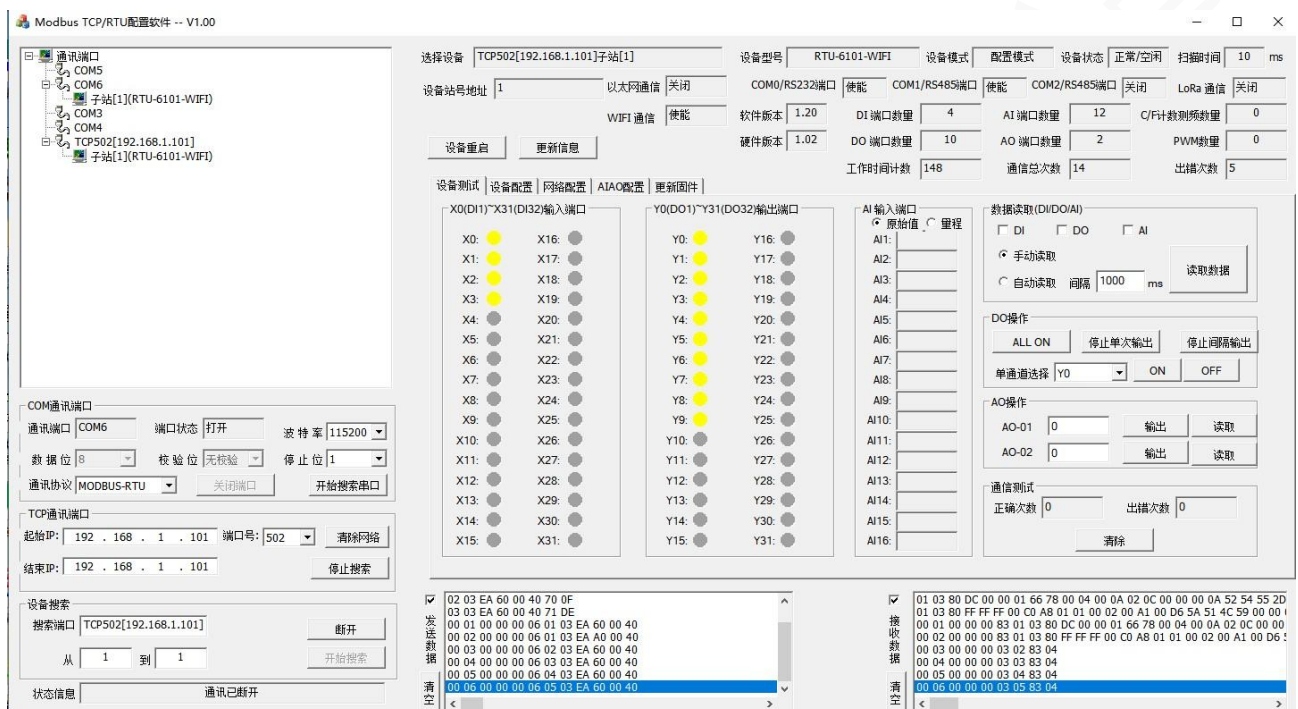 Modbus TCP/RTU配置软件 -- V1.00
通讯端口
COM5
COM6
子站[1](RTU-6101-WIFI)
COM3
COM4
TCP502[192.168.1.101]
子站[1](RTU-6101-WIFI)
COM通讯端口
通讯端口 COM6 端口状态 打开 波特率 115200
数据位 8 校验位 无校验 停止位 1
通讯协议 MODBUS-RTU 关闭端口 开始搜索串口
TCP通讯端口
起始IP: 192 . 168 . 1 . 101 端口号: 502 清除网络
结束IP: 192 . 168 . 1 . 101 停止搜索
设备搜索
搜索端口 TCP502[192.168.1.101] 断开
从 1 到 1 开始搜索
状态信息 通讯已断开
选择设备 TCP502[192.168.1.101]子站[1] 设备型号 RTU-6101-WIFI 设备模式 配置模式 设备状态 正常/空闲 扫描时间 10 ms
设备站号地址 1 以太网通信 关闭 COM0/RS232端口 使能 COM1/RS485端口 使能 COM2/RS485端口 关闭 LoRa 通信 关闭
WIFI 通信 使能 软件版本 1.20 DI 端口数量 4 AI 端口数量 12 C/F计数测频数量 0
设备重启 更新信息 硬件版本 1.02 DO 端口数量 10 AO 端口数量 2 PWM数量 0
工作时间计数 148 通信总次数 14 出错次数 5
设备测试 设备配置 网络配置 AIAO配置 更新固件
X0(DI1)~X31(DI32)输入端口
X0: X16:
X1: X17:
X2: X18:
X3: X19:
X4: X20:
X5: X21:
X6: X22:
X7: X23:
X8: X24:
X9: X25:
X10: X26:
X11: X27:
X12: X28:
X13: X29:
X14: X30:
X15: X31:
Y0(DO1)~Y31(DO32)输出端口
Y0: Y16:
Y1: Y17:
Y2: Y18:
Y3: Y19:
Y4: Y20:
Y5: Y21:
Y6: Y22:
Y7: Y23:
Y8: Y24:
Y9: Y25:
Y10: Y26:
Y11: Y27:
Y12: Y28:
Y13: Y29:
Y14: Y30:
Y15: Y31:
AI 输入端口
原始值 量程
AI1:
AI2:
AI3:
AI4:
AI5:
AI6:
AI7:
AI8:
AI9:
AI10:
AI11:
AI12:
AI13:
AI14:
AI15:
AI16:
数据读取(DI/DO/AI)
DI DO AI
手动读取
自动读取 间隔 1000 ms
读取数据
DO操作
ALL ON 停止单次输出 停止间隔输出
单通道选择 Y0 ON OFF
AO操作
AO-01 0 输出 读取
AO-02 0 输出 读取
通信测试
正确次数 0 出错次数 0
清除
发送数据
清空
02 03 EA 60 00 40 70 0F
03 03 EA 60 00 40 71 DE
00 01 00 00 00 06 01 03 EA 60 00 40
00 02 00 00 00 06 01 03 EA A0 00 40
00 03 00 00 00 06 02 03 EA 60 00 40
00 04 00 00 00 06 03 03 EA 60 00 40
00 05 00 00 00 06 04 03 EA 60 00 40
00 06 00 00 00 06 05 03 EA 60 00 40
接收数据
清空
01 03 80 DC 00 00 01 66 78 00 04 00 0A 02 0C 00 00 00 0A 52 54 55 2D
01 03 80 FF FF FF 00 C0 A8 01 01 00 02 00 A1 00 D6 5A 51 4C 59 00 00
00 01 00 00 00 83 01 03 80 DC 00 00 01 66 78 00 04 00 0A 02 0C 00 00
00 02 00 00 00 83 01 03 80 FF FF FF 00 C0 A8 01 01 00 02 00 A1 00 D6
00 03 00 00 00 03 02 83 04
00 04 00 00 00 03 03 83 04
00 05 00 00 00 03 04 83 04
00 06 00 00 00 03 05 83 04